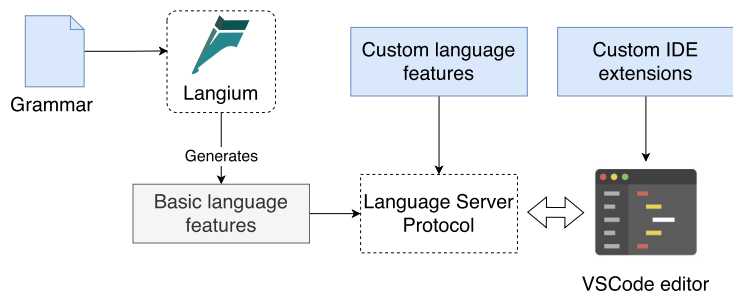 Grammar
Langium
Custom language
features
Custom IDE
extensions
Generates
Basic language
features
Language Server
Protocol
VSCode editor